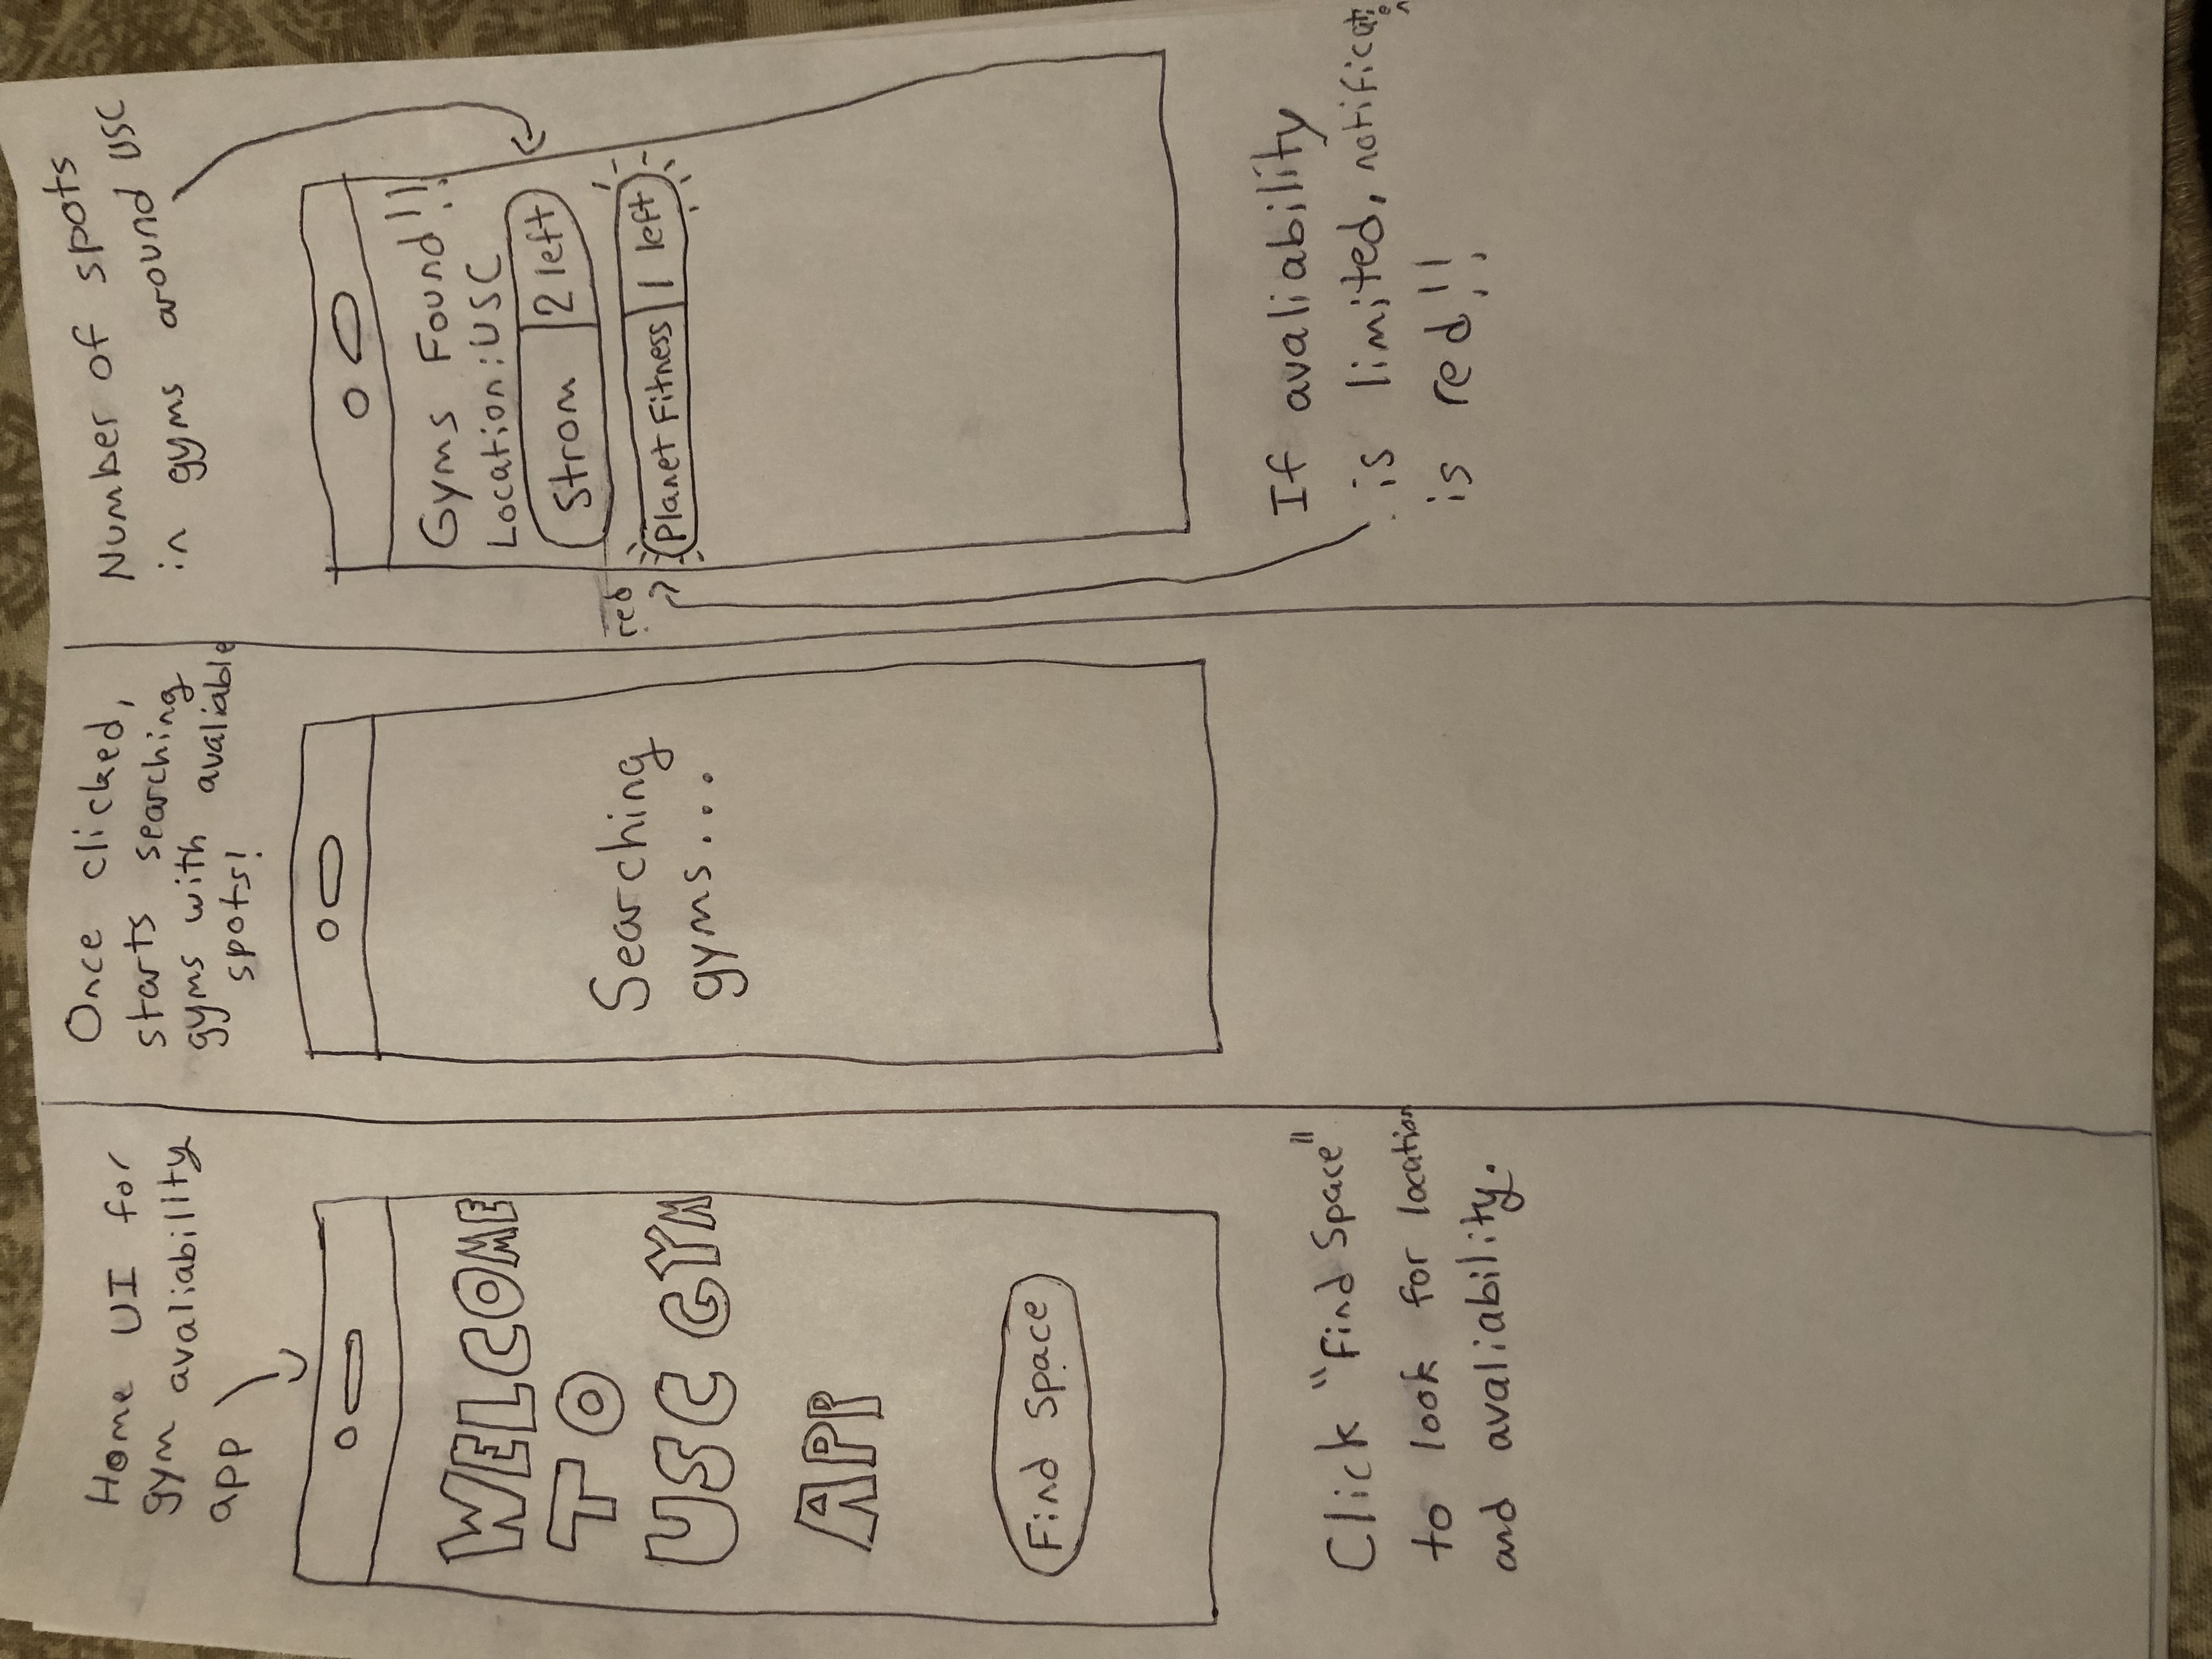 Home UI for
gym avaliability
app
WELCOME
TO
USC GYM
APP
Find Space
Click "Find Space"
to look for location
and avaliability.
Once clicked,
starts searching
gyms with avaliable
spots!
Searching
gyms...
Number of spots
in gyms around USC
Gyms Found!!
Location: USC
Strom 2 left
red
Planet Fitness 1 left
If avaliability
is limited, notification
is red!!